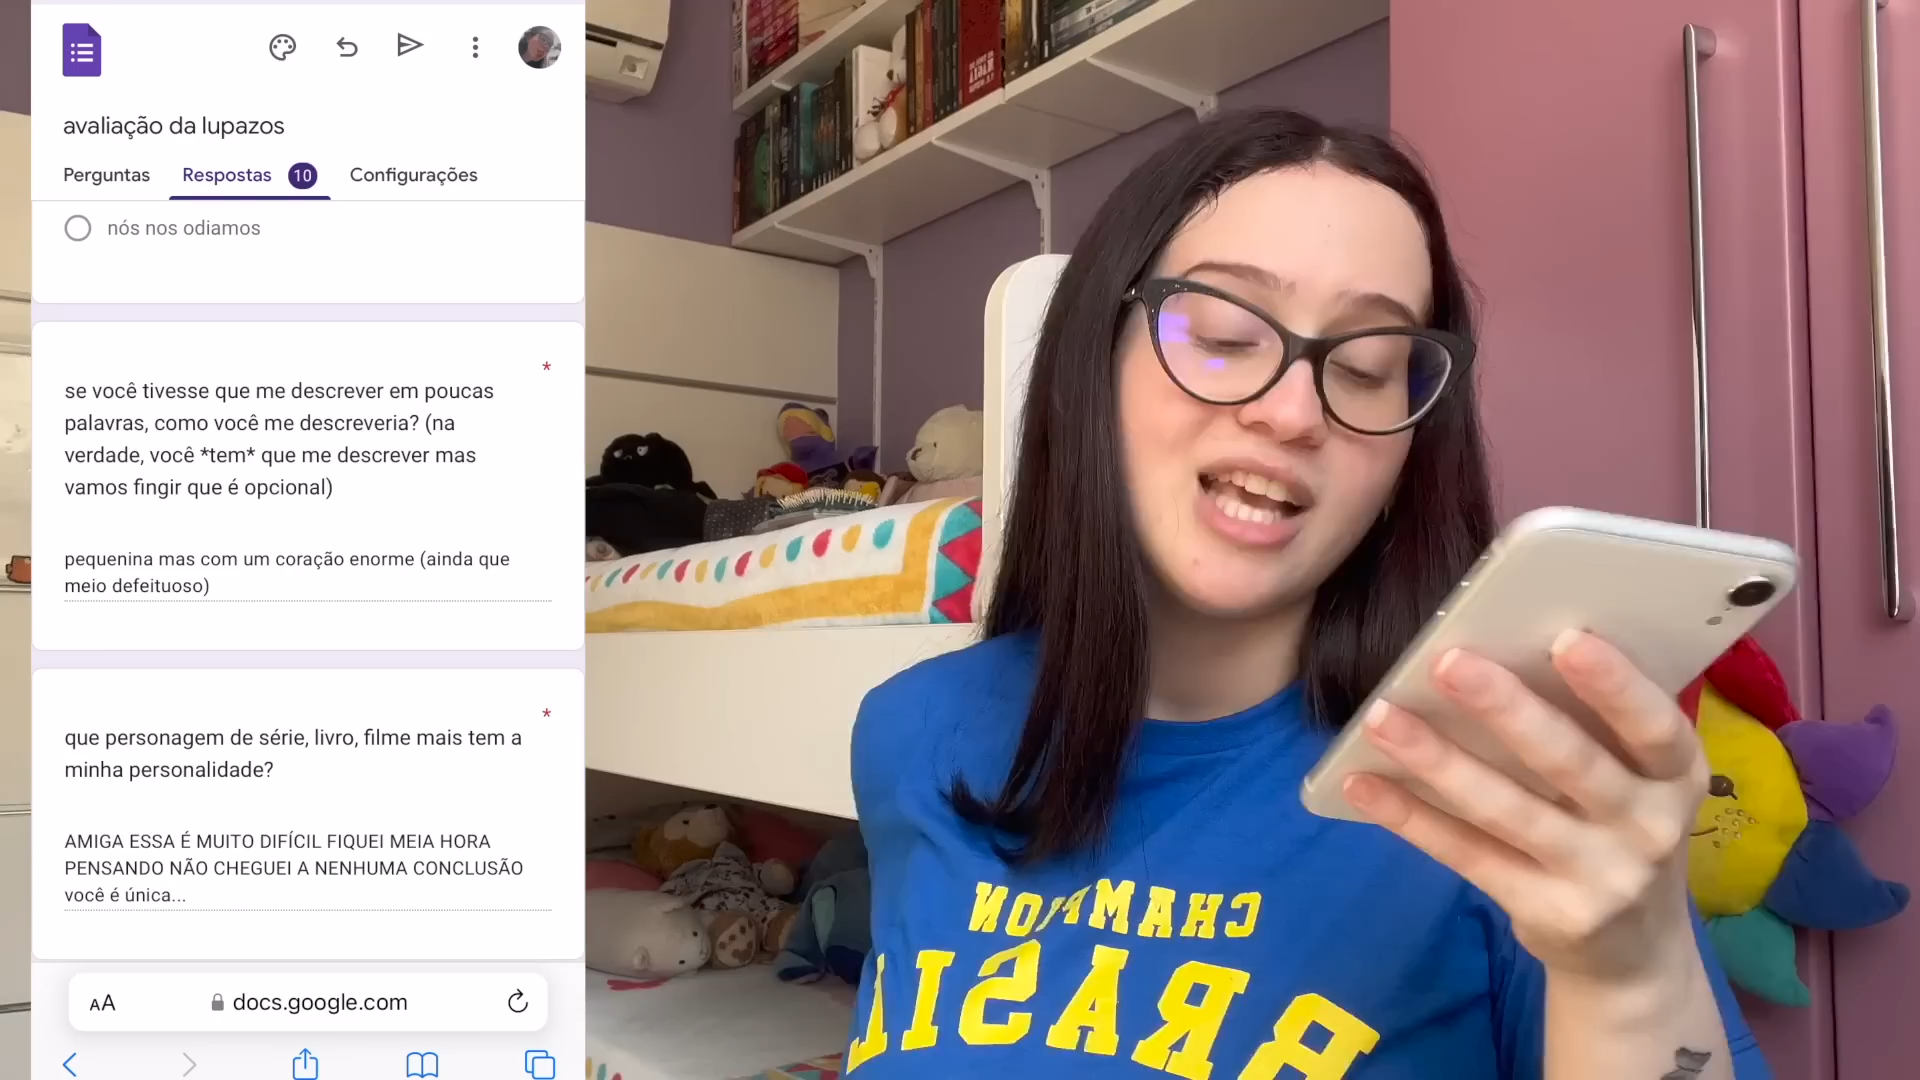 avaliação da lupazos
Perguntas
Respostas 10
Configurações
nós nos odiamos
*
se você tivesse que me descrever em poucas
palavras, como você me descreveria? (na
verdade, você *tem* que me descrever mas
vamos fingir que é opcional)
pequenina mas com um coração enorme (ainda que
meio defeituoso)
*
que personagem de série, livro, filme mais tem a
minha personalidade?
AMIGA ESSA É MUITO DIFÍCIL FIQUEI MEIA HORA
PENSANDO NÃO CHEGUEI A NENHUMA CONCLUSÃO
você é única...
AA
docs.google.com
CHAMPION
BRASIL